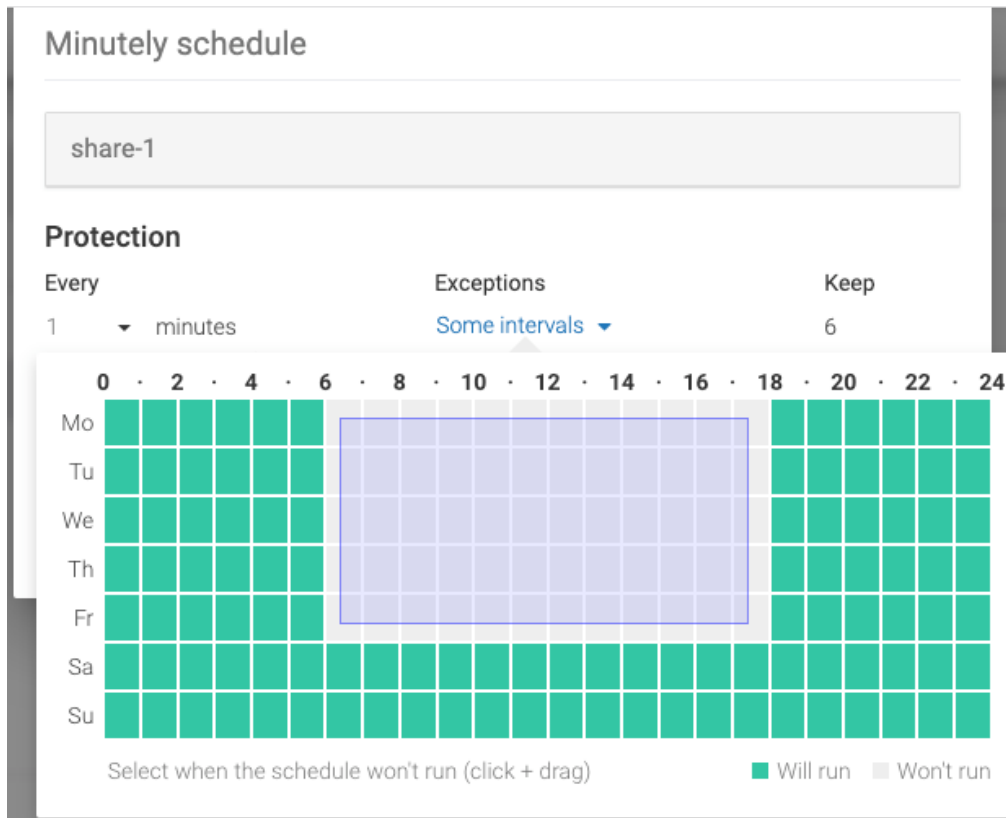 Minutely schedule
share-1
Protection
Every Exceptions Keep
1 minutes Some intervals 6
0 · 2 · 4 · 6 · 8 · 10 · 12 · 14 · 16 · 18 · 20 · 22 · 24
Mo
Tu
We
Th
Fr
Sa
Su
Select when the schedule won't run (click + drag) Will run Won't run